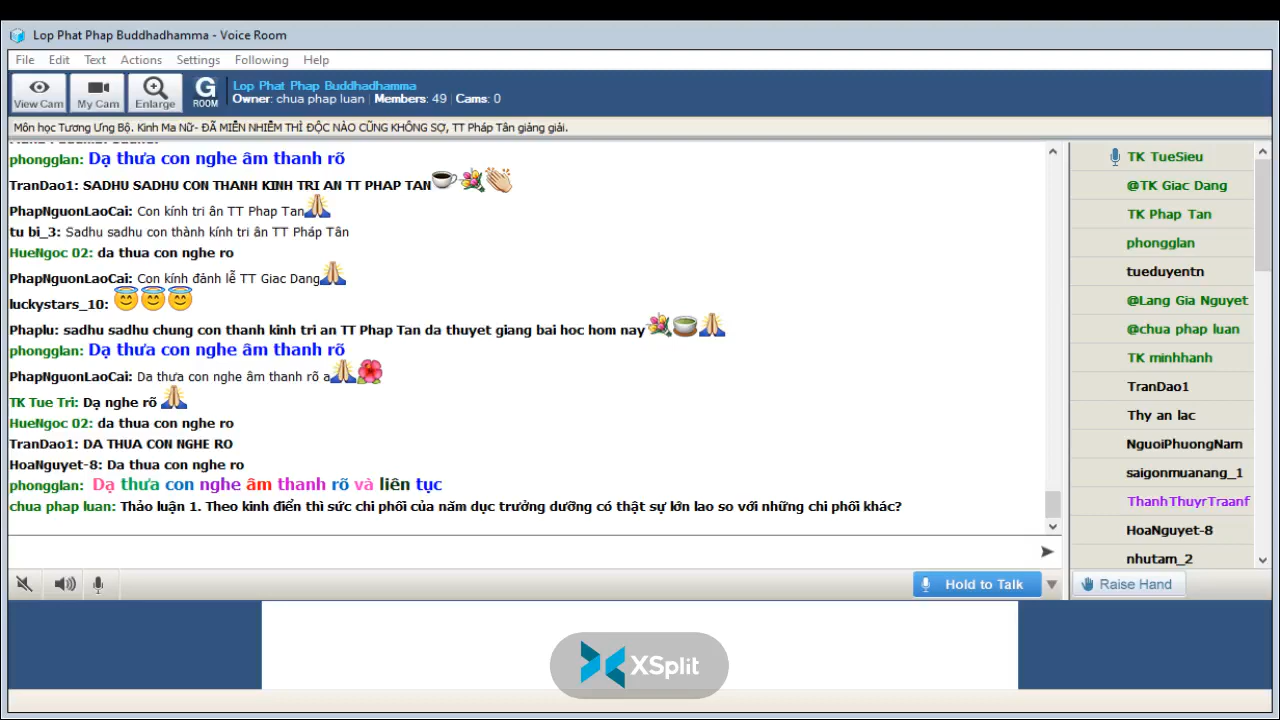 Lop Phat Phap Buddhadhamma - Voice Room
File Edit Text Actions Settings Following Help
View Cam My Cam Enlarge G ROOM
Lop Phat Phap Buddhadhamma
Owner: chua phap luan | Members: 49 | Cams: 0
Môn học Tương Ưng Bộ. Kinh Ma Nữ- ĐÃ MIỄN NHIỄM THÌ ĐỘC NÀO CŨNG KHÔNG SỢ, TT Pháp Tân giảng giải.
phongglan: Dạ thưa con nghe âm thanh rõ
TranDao1: SADHU SADHU CON THANH KINH TRI AN TT PHAP TAN
PhapNguonLaoCai: Con kính tri ân TT Phap Tan
tu bi_3: Sadhu sadhu con thành kính tri ân TT Pháp Tân
HueNgoc 02: da thua con nghe ro
PhapNguonLaoCai: Con kính đảnh lễ TT Giac Dang
luckystars_10:
Phaplu: sadhu sadhu chung con thanh kinh tri an TT Phap Tan da thuyet giang bai hoc hom nay
phongglan: Dạ thưa con nghe âm thanh rõ
PhapNguonLaoCai: Da thưa con nghe âm thanh rõ a
TK Tue Tri: Dạ nghe rõ
HueNgoc 02: da thua con nghe ro
TranDao1: DA THUA CON NGHE RO
HoaNguyet-8: Da thua con nghe ro
phongglan: Dạ thưa con nghe âm thanh rõ và liên tục
chua phap luan: Thảo luận 1. Theo kinh điển thì sức chi phối của năm dục trưởng dưỡng có thật sự lớn lao so với những chi phối khác?
TK TueSieu
@TK Giac Dang
TK Phap Tan
phongglan
tueduyentn
@Lang Gia Nguyet
@chua phap luan
TK minhhanh
TranDao1
Thy an lac
NguoiPhuongNam
saigonmuanang_1
ThanhThuyrTraanf
HoaNguyet-8
nhutam_2
Hold to Talk
Raise Hand
XSplit